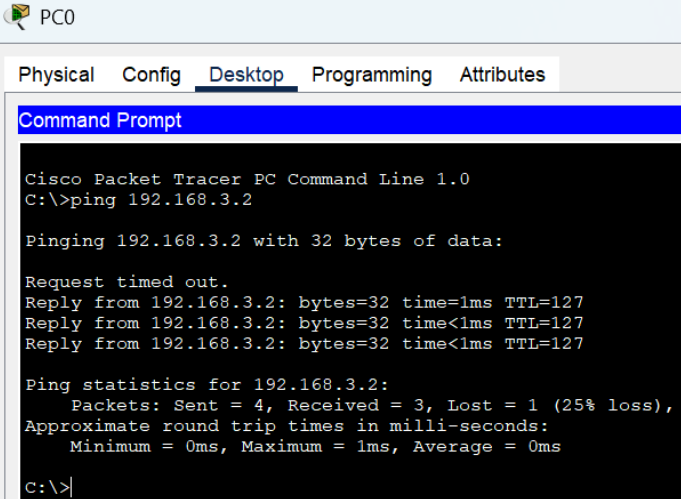 PC0
Physical Config Desktop Programming Attributes
Command Prompt
Cisco Packet Tracer PC Command Line 1.0
C:\>ping 192.168.3.2
Pinging 192.168.3.2 with 32 bytes of data:
Request timed out.
Reply from 192.168.3.2: bytes=32 time=1ms TTL=127
Reply from 192.168.3.2: bytes=32 time<1ms TTL=127
Reply from 192.168.3.2: bytes=32 time<1ms TTL=127
Ping statistics for 192.168.3.2:
    Packets: Sent = 4, Received = 3, Lost = 1 (25% loss),
Approximate round trip times in milli-seconds:
    Minimum = 0ms, Maximum = 1ms, Average = 0ms
C:\>